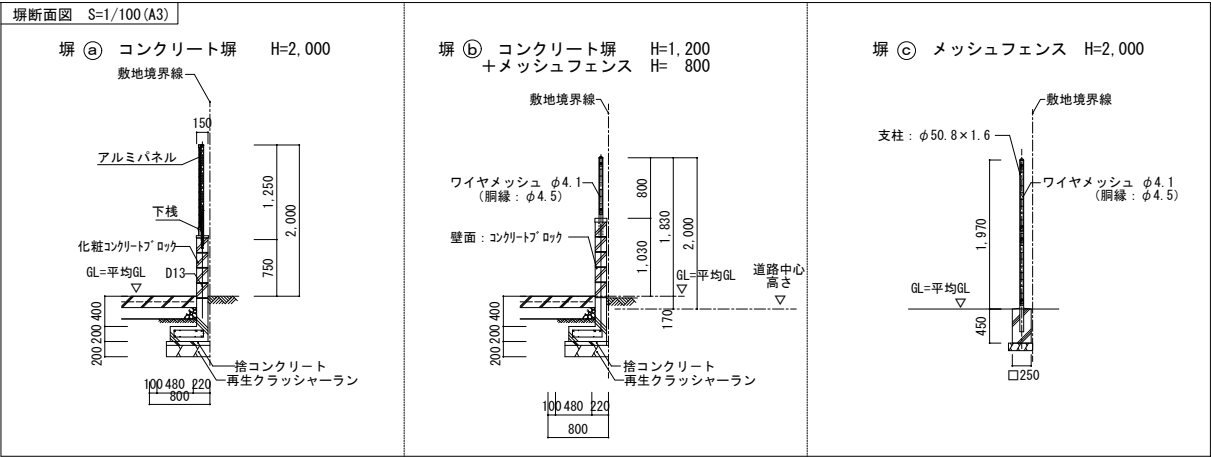 塀断面図 S=1/100(A3)
塀 ⓐ コンクリート塀 H=2,000
敷地境界線
150
アルミパネル
下桟
化粧コンクリートブロック
GL=平均GL D13
1,250
750
2,000
400
200
200
捨コンクリート
再生クラッシャーラン
100 480 220
800
塀 ⓑ コンクリート塀 H=1,200
+メッシュフェンス H= 800
敷地境界線
ワイヤメッシュ φ4.1
(胴縁:φ4.5)
壁面:コンクリートブロック
800
1,030
1,830
2,000
170
GL=平均GL
道路中心
高さ
400
200
200
捨コンクリート
再生クラッシャーラン
100 480 220
800
塀 ⓒ メッシュフェンス H=2,000
敷地境界線
支柱:φ50.8×1.6
ワイヤメッシュ φ4.1
(胴縁:φ4.5)
1,970
GL=平均GL
450
□250